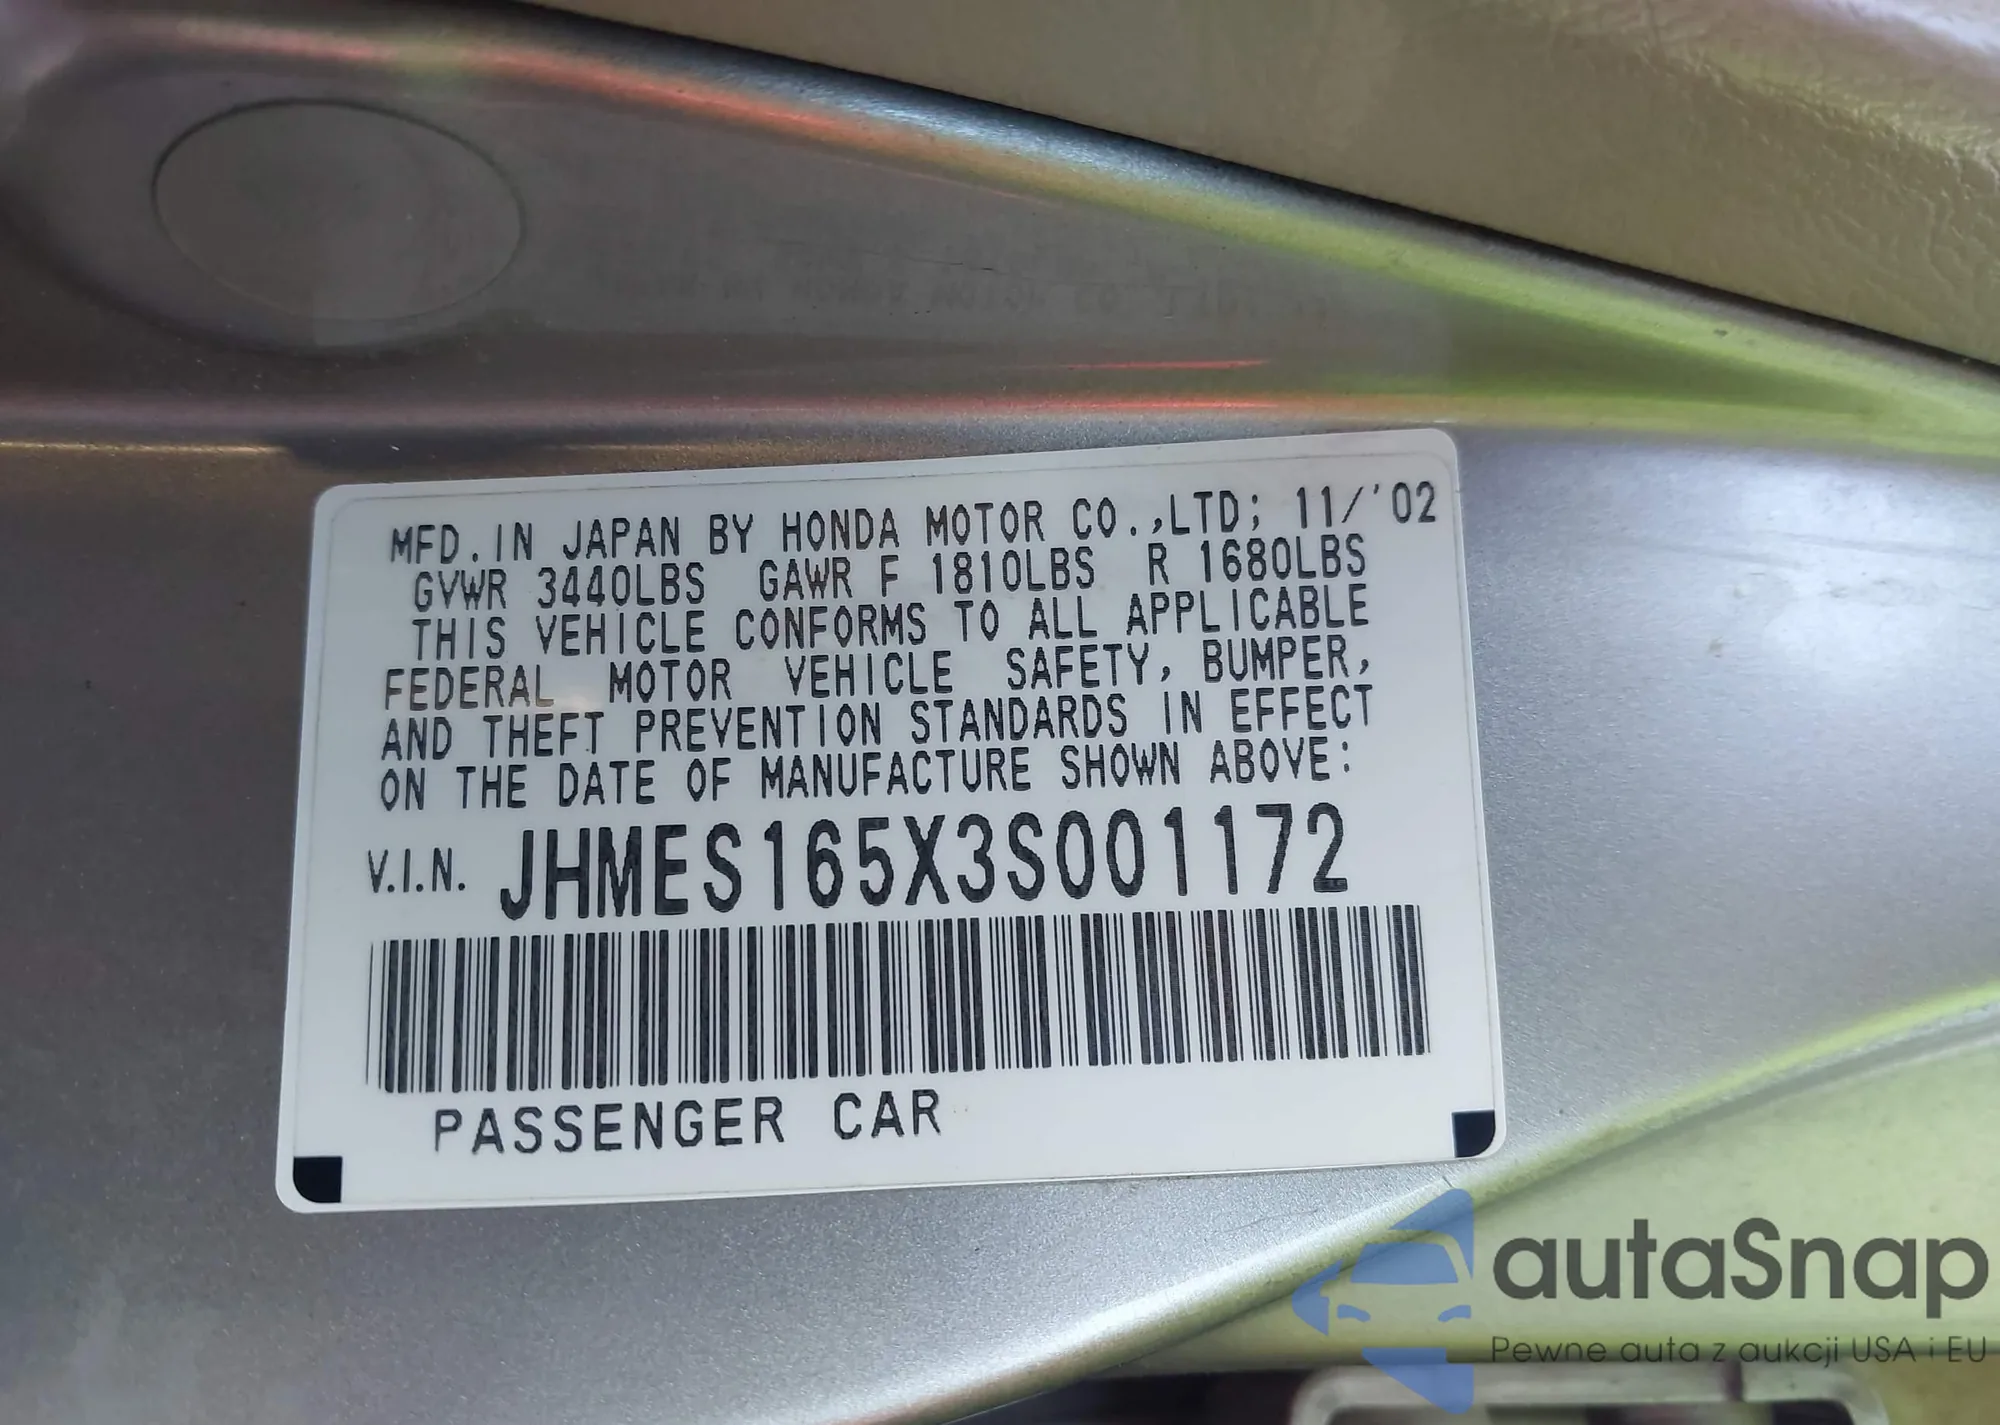 MFD. IN JAPAN BY HONDA MOTOR CO.,LTD; 11/'02
GVWR 3440LBS GAWR F 1810LBS R 1680LBS
THIS VEHICLE CONFORMS TO ALL APPLICABLE
FEDERAL MOTOR VEHICLE SAFETY, BUMPER,
AND THEFT PREVENTION STANDARDS IN EFFECT
ON THE DATE OF MANUFACTURE SHOWN ABOVE:
V.I.N. JHMES165X3S001172
PASSENGER CAR
autaSnap
Pewne auta z aukcji USA i EU